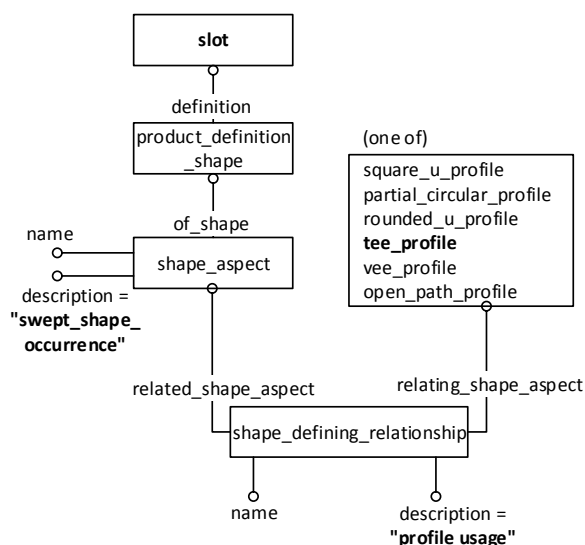 slot
definition
product_definition
_shape
(one of)
square_u_profile
partial_circular_profile
rounded_u_profile
tee_profile
vee_profile
open_path_profile
of_shape
name
shape_aspect
description =
"swept_shape_
occurrence"
related_shape_aspect
relating_shape_aspect
shape_defining_relationship
name
description =
"profile usage"